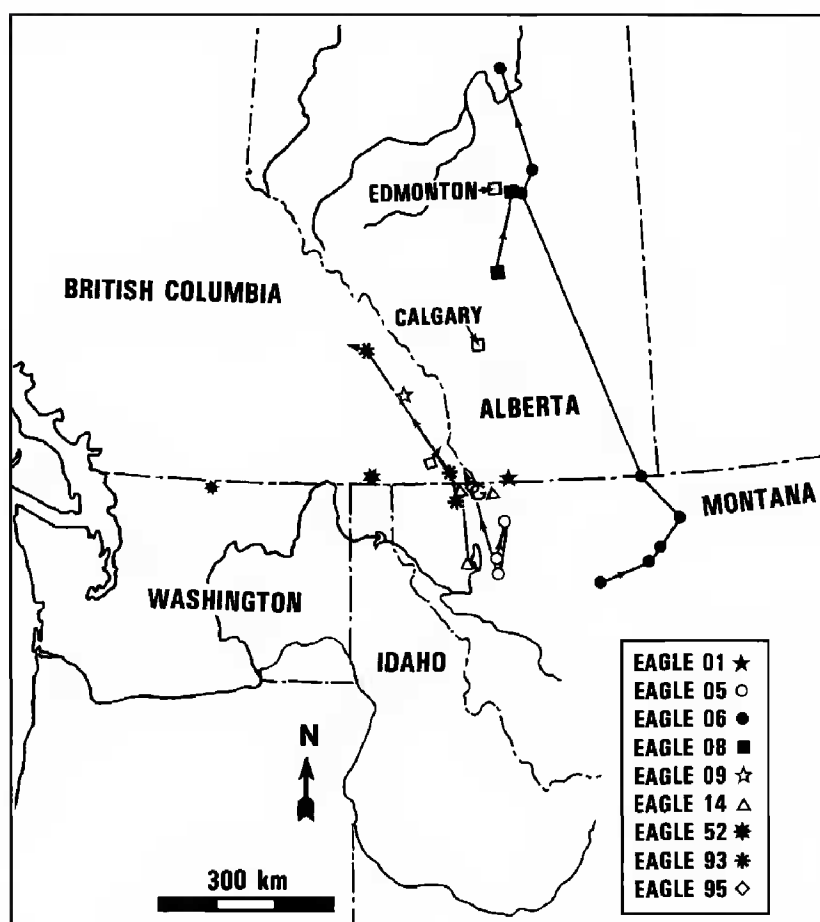 EDMONTON
BRITISH COLUMBIA
CALGARY
ALBERTA
G
MONTANA
WASHINGTON
IDAHO
N
300 km
EAGLE 01
EAGLE 05
EAGLE 06
EAGLE 08
EAGLE 09
EAGLE 14
EAGLE 52
EAGLE 93
EAGLE 95